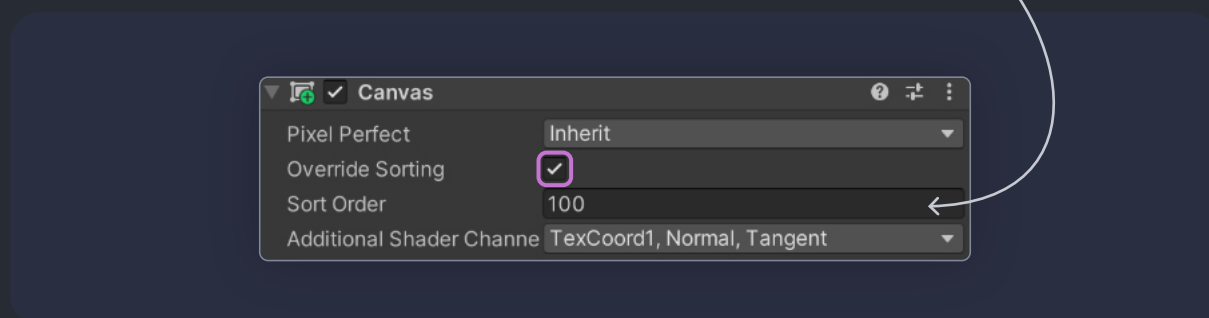 Canvas
Pixel Perfect Inherit
Override Sorting
Sort Order 100
Additional Shader Channe TexCoord1, Normal, Tangent